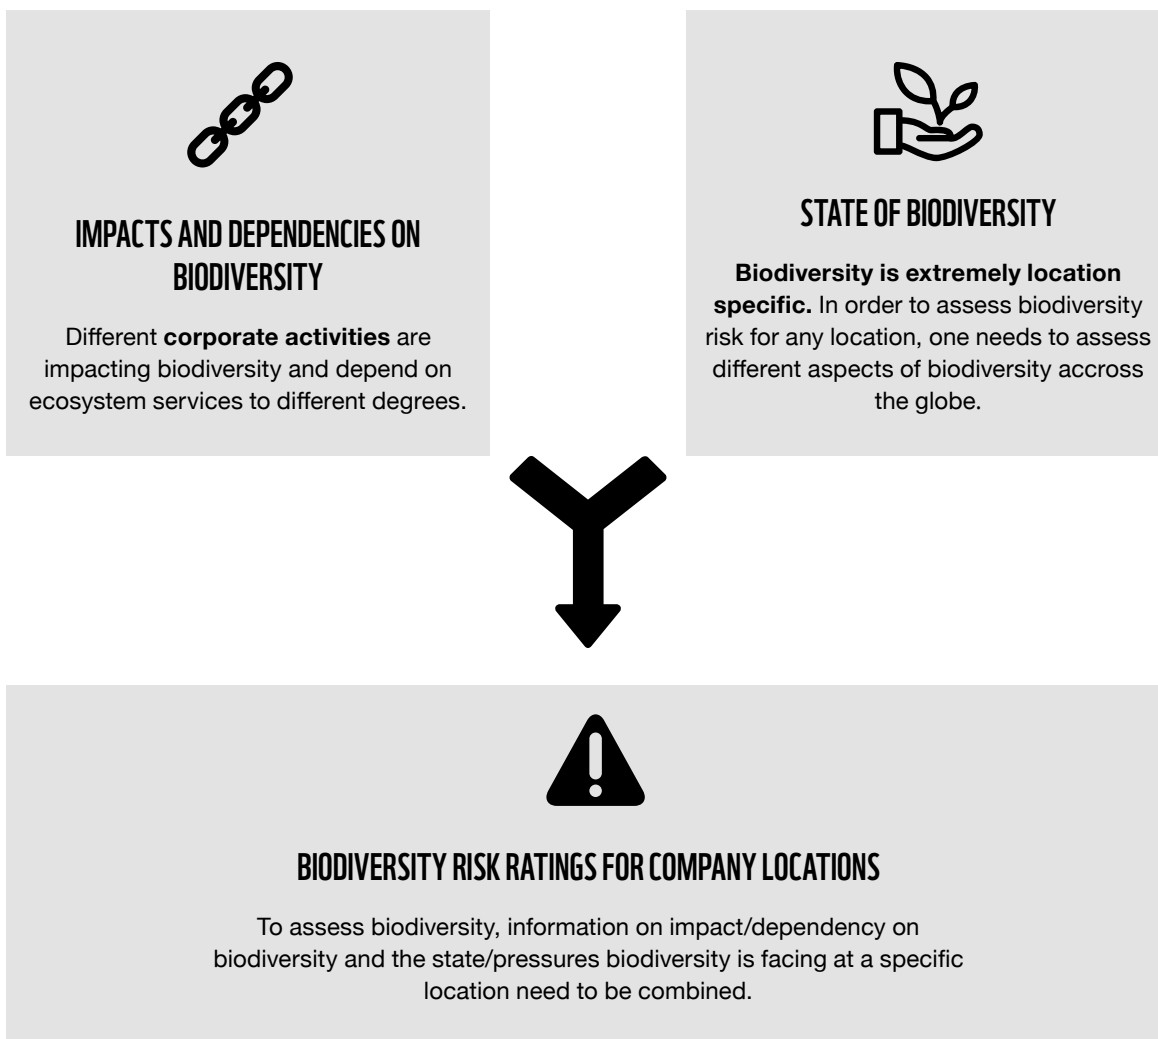 IMPACTS AND DEPENDENCIES ON
BIODIVERSITY
Different corporate activities are
impacting biodiversity and depend on
ecosystem services to different degrees.
STATE OF BIODIVERSITY
Biodiversity is extremely location
specific. In order to assess biodiversity
risk for any location, one needs to assess
different aspects of biodiversity accross
the globe.
BIODIVERSITY RISK RATINGS FOR COMPANY LOCATIONS
To assess biodiversity, information on impact/dependency on
biodiversity and the state/pressures biodiversity is facing at a specific
location need to be combined.